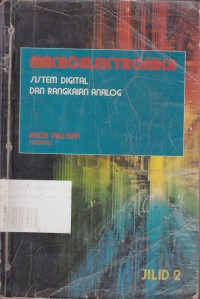 MIKROELEKTRONIKA
SISTEM DIGITAL
DAN RANGKAIAN ANALOG
JACOB MILLMAN
JILID 2